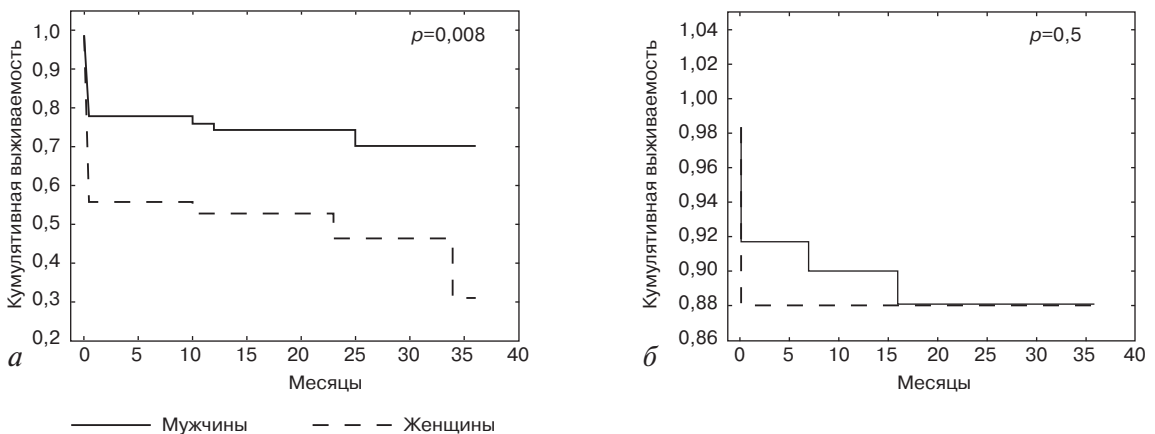 Кумулятивная выживаемость
1,0
0,9
0,8
0,7
0,6
0,5
0,4
0,3
0,2
p=0,008
0 5 10 15 20 25 30 35 40
Месяцы
а
Кумулятивная выживаемость
1,04
1,02
1,00
0,98
0,96
0,94
0,92
0,90
0,88
0,86
p=0,5
0 5 10 15 20 25 30 35 40
Месяцы
б
Мужчины Женщины